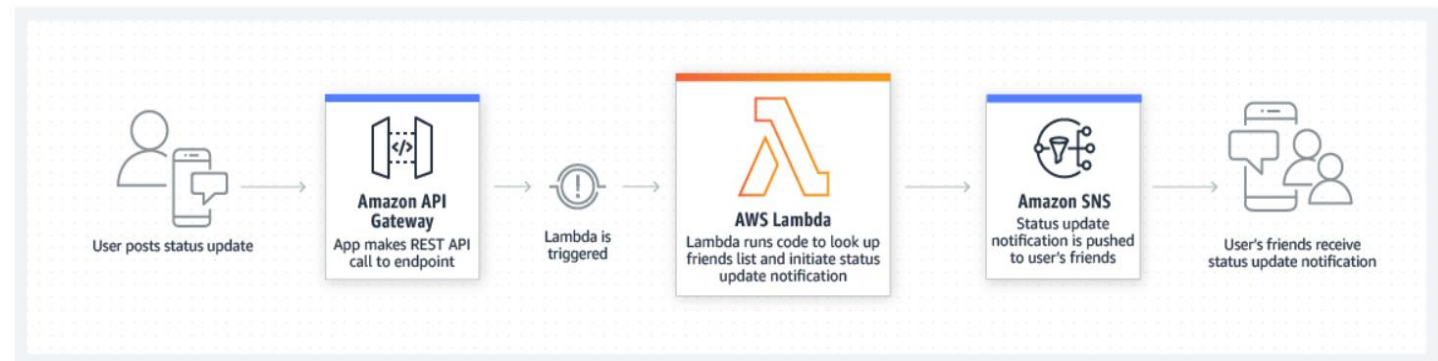 User posts status update
</>
Amazon API
Gateway
App makes REST API
call to endpoint
Lambda is
triggered
AWS Lambda
Lambda runs code to look up
friends list and initiate status
update notification
Amazon SNS
Status update
notification is pushed
to user's friends
User's friends receive
status update notification